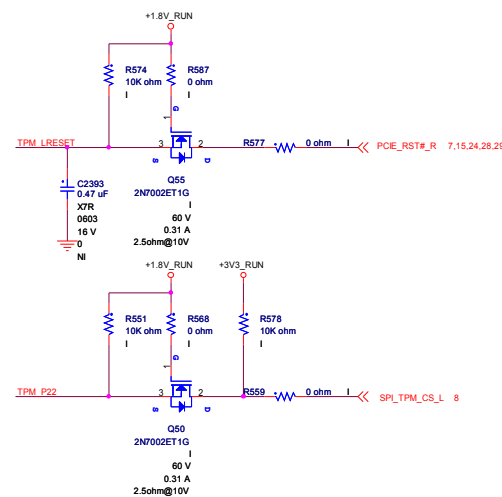 +1.8V_RUN
R574
10K ohm
I
R587
0 ohm
I
G
1
TPM_LRESET
3
2
R577
0 ohm
I
PCIE_RST#_R 7,15,24,28,29
S
D
C2393
0.47 uF
X7R
0603
16 V
0
NI
Q55
2N7002ET1G
I
60 V
0.31 A
2.5ohm@10V
+1.8V_RUN
+3V3_RUN
R551
10K ohm
I
R568
0 ohm
I
R578
10K ohm
I
G
1
TPM_P22
3
2
R559
0 ohm
I
SPI_TPM_CS_L 8
S
D
Q50
2N7002ET1G
I
60 V
0.31 A
2.5ohm@10V